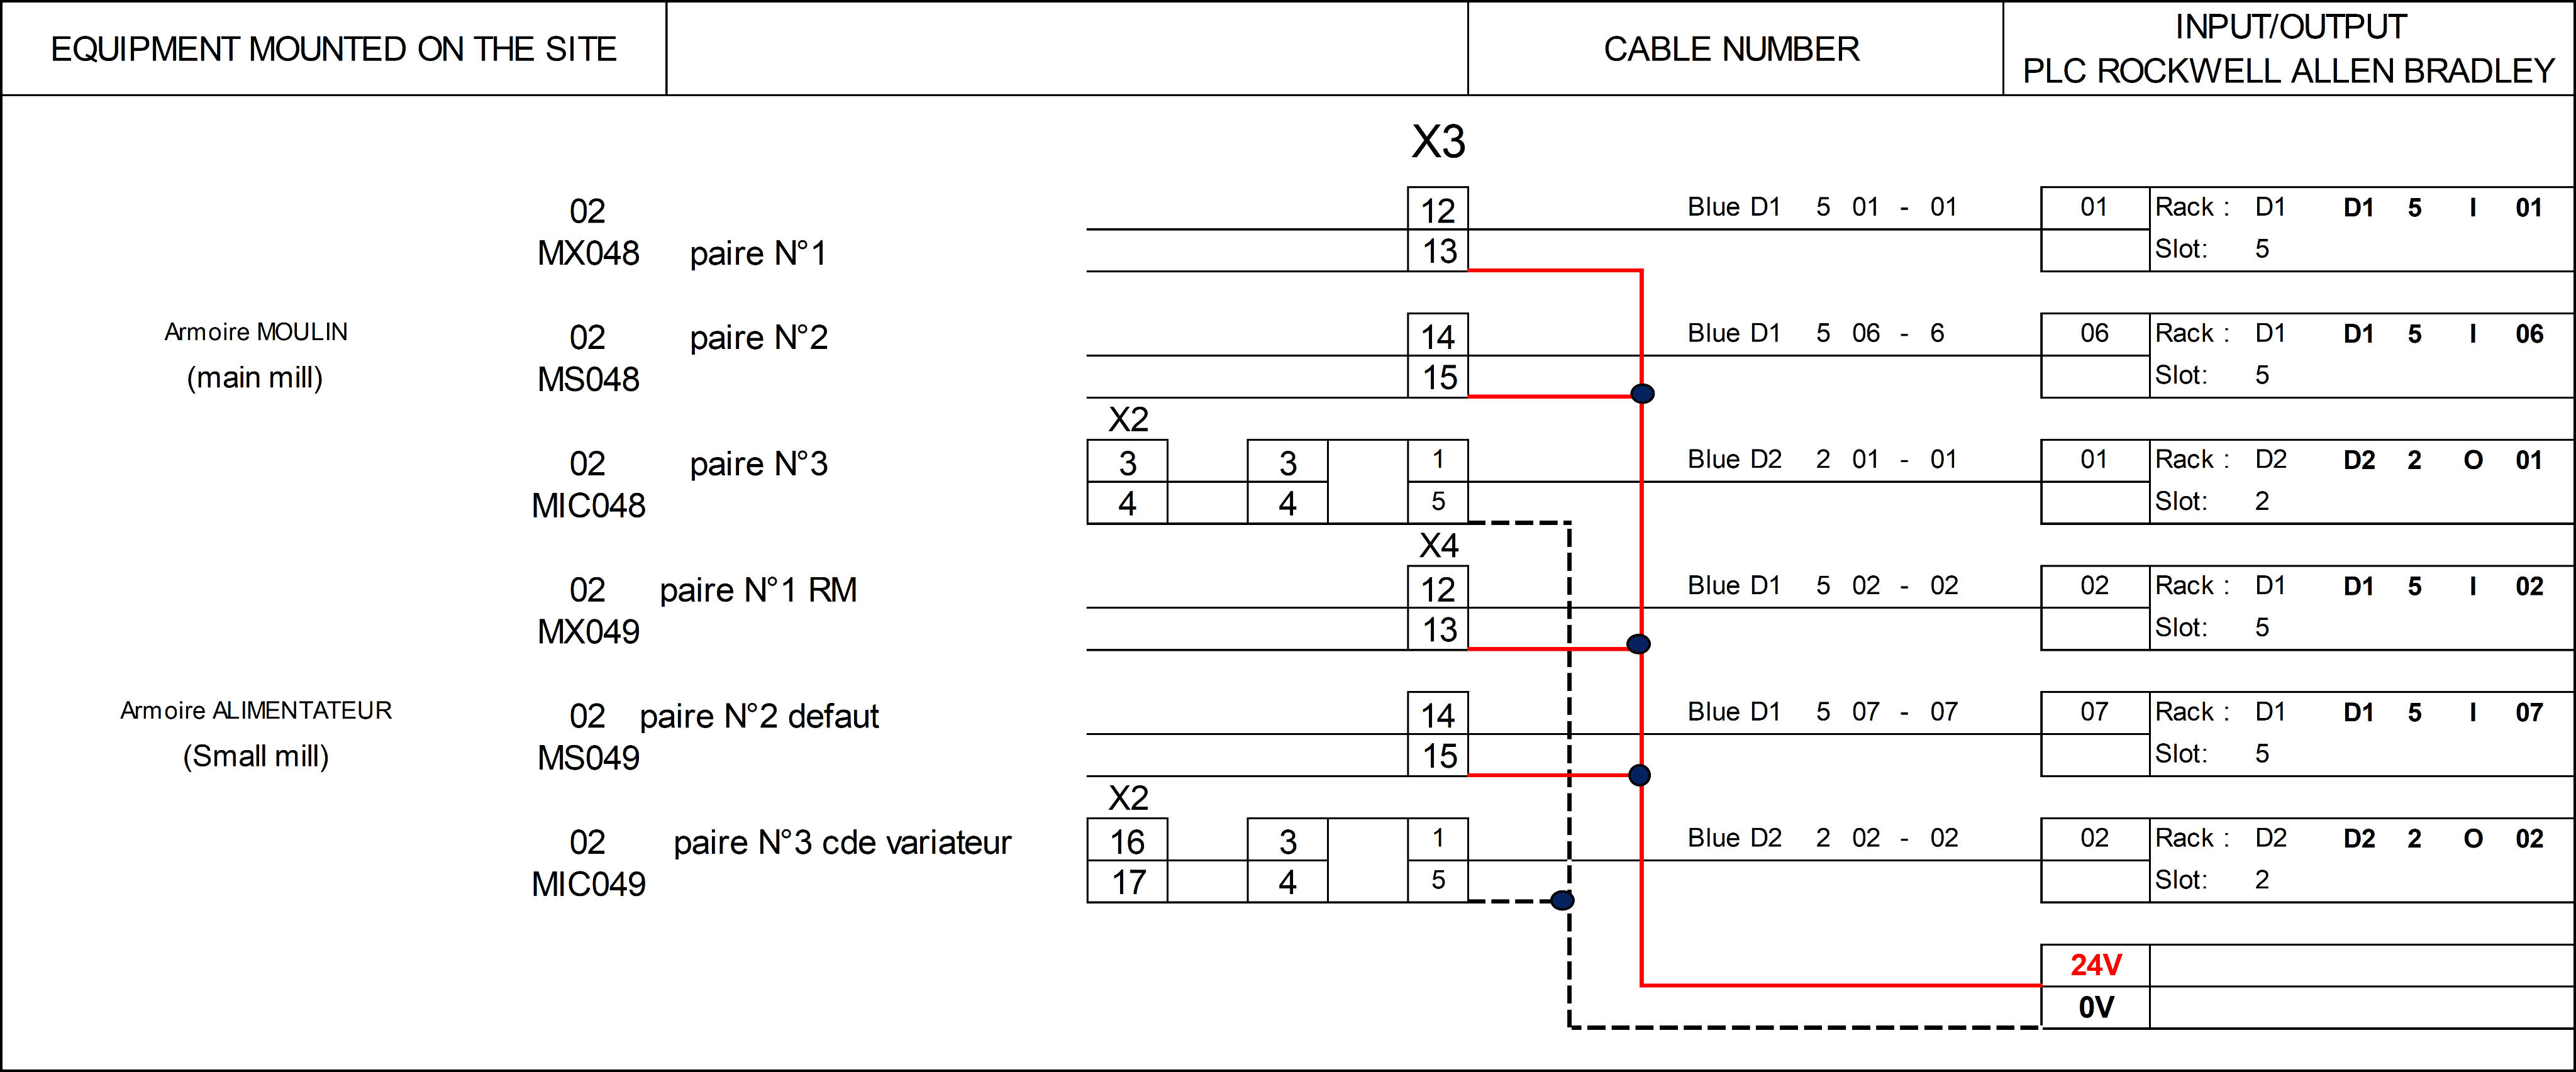 EQUIPMENT MOUNTED ON THE SITE
CABLE NUMBER
INPUT/OUTPUT
PLC ROCKWELL ALLEN BRADLEY
X3
02
12
Blue D1 5 01 - 01
01
Rack : D1 D1 5 I 01
MX048 paire N°1
13
Slot: 5
Armoire MOULIN
02 paire N°2
14
Blue D1 5 06 - 6
06
Rack : D1 D1 5 I 06
(main mill)
MS048
15
Slot: 5
X2
02 paire N°3
3
3
1
Blue D2 2 01 - 01
01
Rack : D2 D2 2 O 01
MIC048
4
4
5
Slot: 2
X4
02 paire N°1 RM
12
Blue D1 5 02 - 02
02
Rack : D1 D1 5 I 02
MX049
13
Slot: 5
Armoire ALIMENTATEUR
02 paire N°2 defaut
14
Blue D1 5 07 - 07
07
Rack : D1 D1 5 I 07
(Small mill)
MS049
15
Slot: 5
X2
02 paire N°3 cde variateur
16
3
1
Blue D2 2 02 - 02
02
Rack : D2 D2 2 O 02
MIC049
17
4
5
Slot: 2
24V
0V